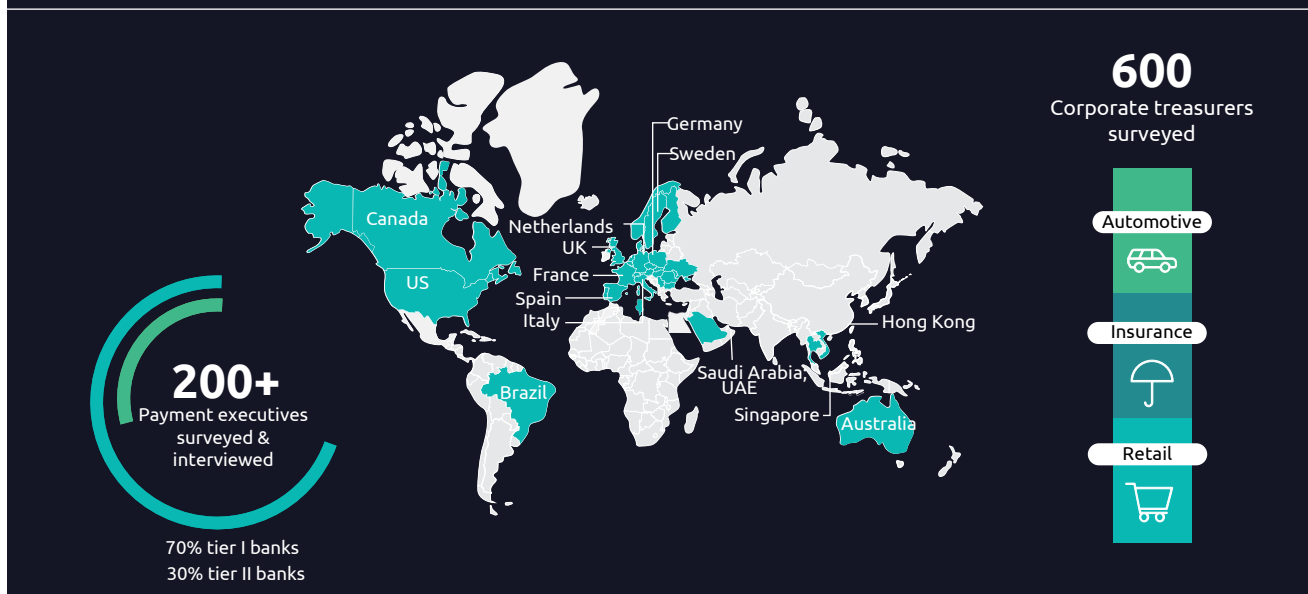 200+
Payment executives
surveyed &
interviewed
70% tier I banks
30% tier II banks
Canada
US
Brazil
Germany
Sweden
Netherlands
UK
France
Spain
Italy
Saudi Arabia,
UAE
Singapore
Hong Kong
Australia
600
Corporate treasurers
surveyed
Automotive
Insurance
Retail